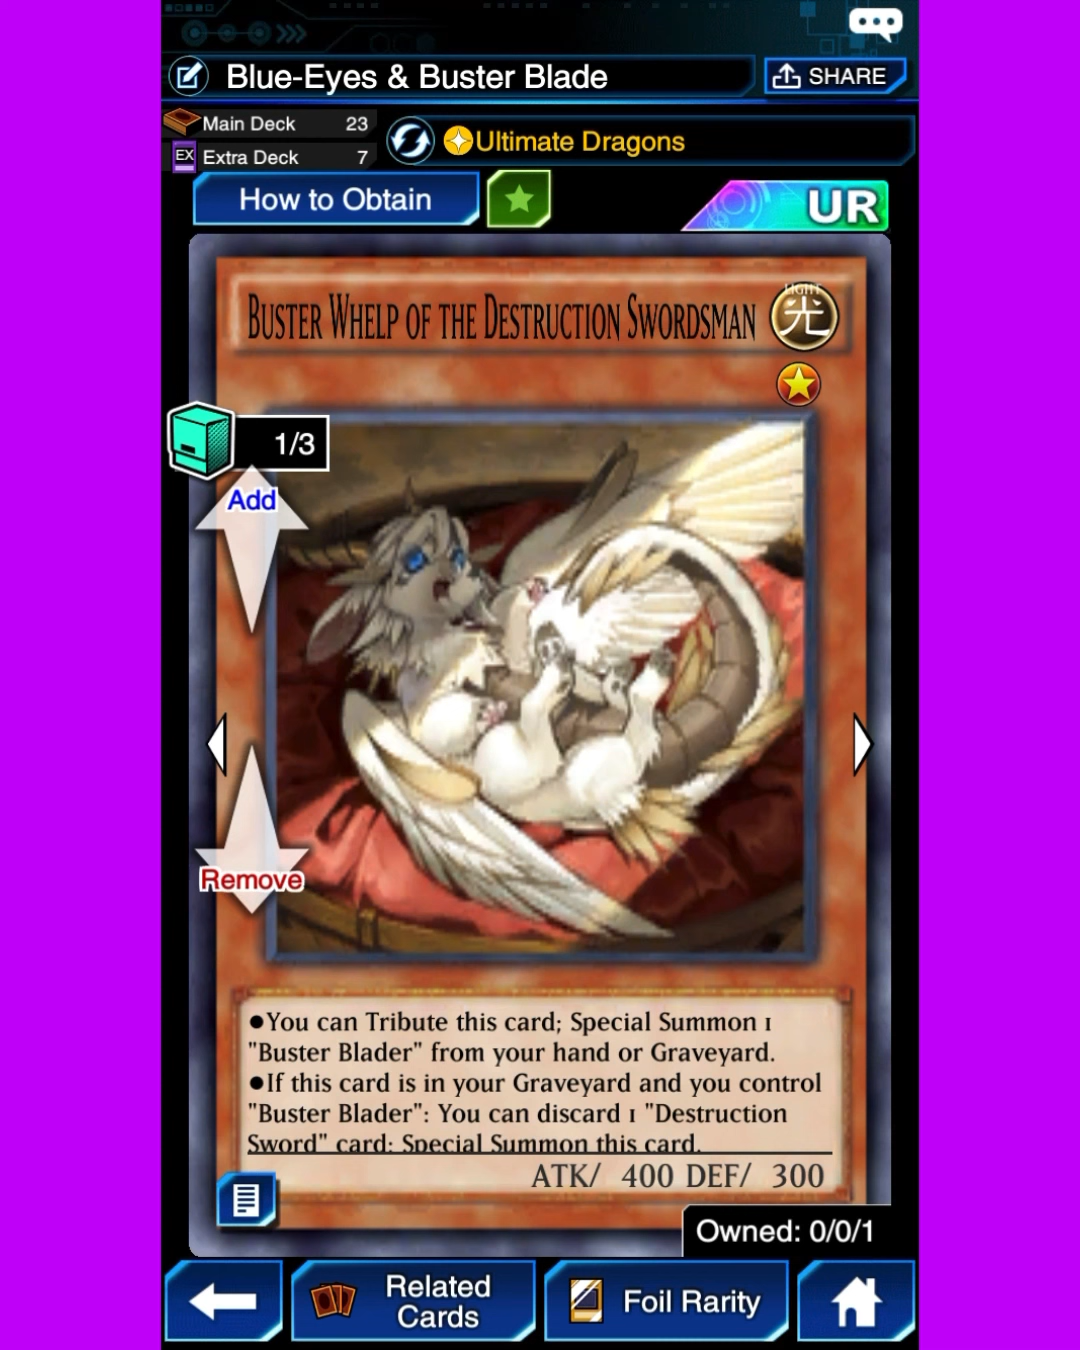 Blue-Eyes & Buster Blade
SHARE
Main Deck 23
EX Extra Deck 7
Ultimate Dragons
How to Obtain
UR
BUSTER WHELP OF THE DESTRUCTION SWORDSMAN
LIGHT
光
1/3
Add
Remove
●You can Tribute this card; Special Summon 1
"Buster Blader" from your hand or Graveyard.
●If this card is in your Graveyard and you control
"Buster Blader": You can discard 1 "Destruction
Sword" card; Special Summon this card.
ATK/ 400 DEF/ 300
Owned: 0/0/1
Related
Cards
Foil Rarity